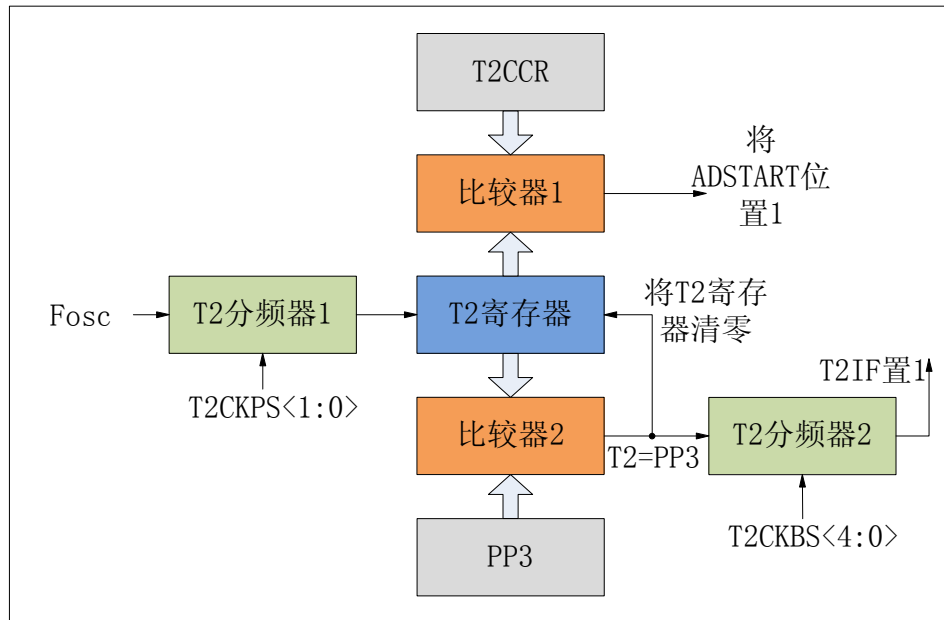 T2CCR
将
ADSTART位
置1
比较器1
Fosc
T2分频器1
T2寄存器
将T2寄存
器清零
T2CKPS<1:0>
T2IF置1
比较器2
T2=PP3
T2分频器2
PP3
T2CKBS<4:0>